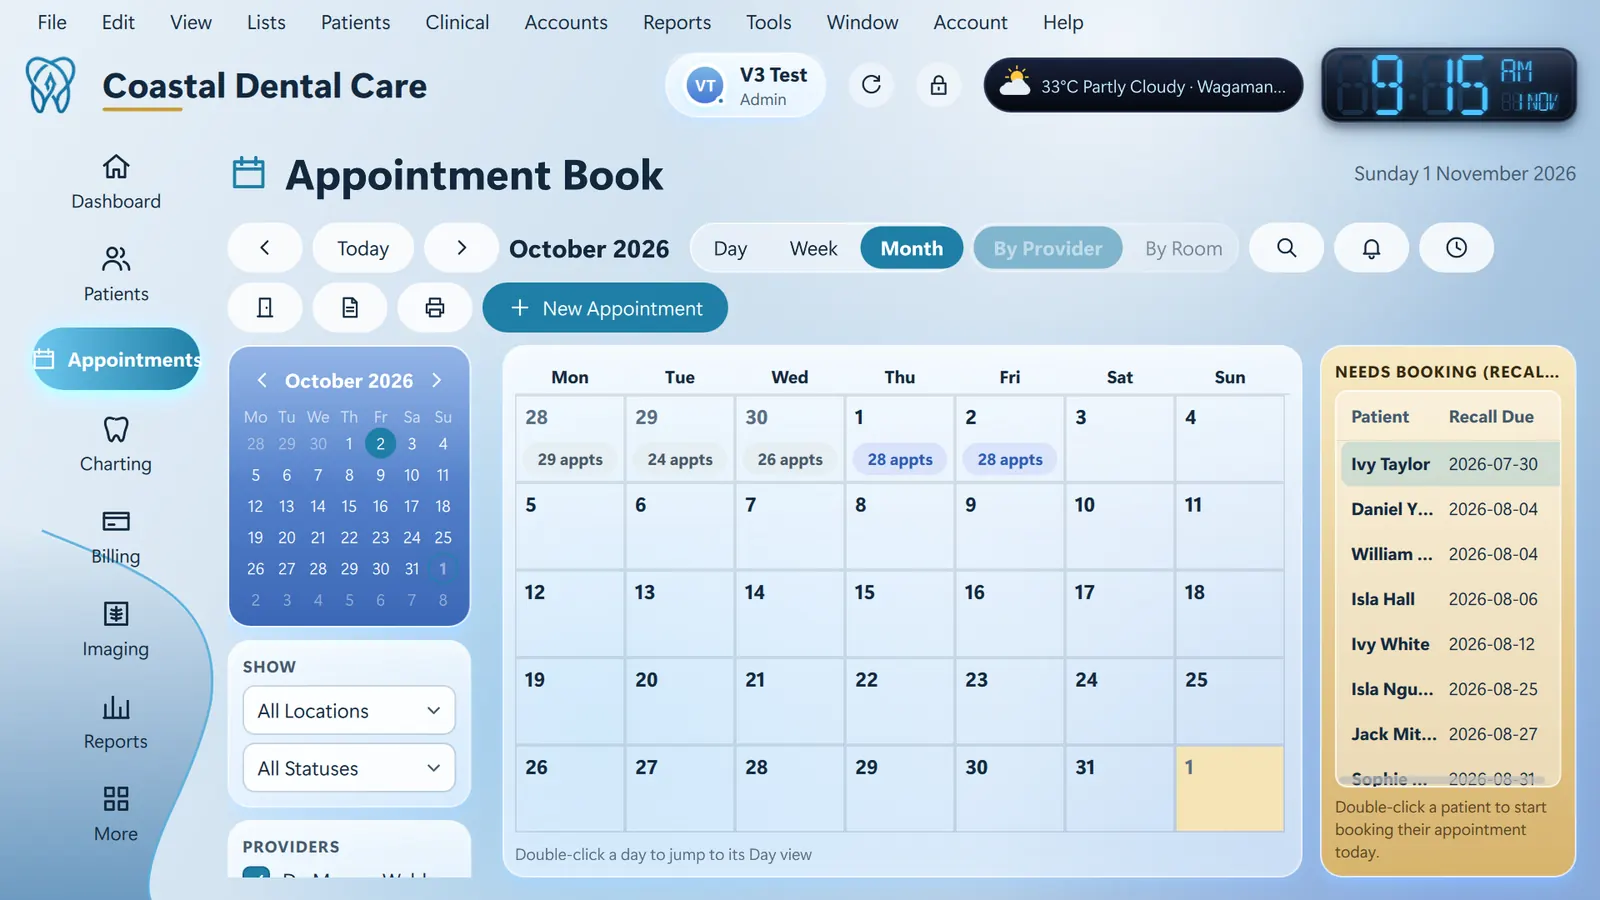 File Edit View Lists Patients Clinical Accounts Reports Tools Window Account Help
Coastal Dental Care
VT
V3 Test
Admin
33°C Partly Cloudy · Wagaman...
9 15 AM
1 NOV
Dashboard
Patients
Appointments
Charting
Billing
Imaging
Reports
More
Appointment Book
Sunday 1 November 2026
Today
October 2026
Day Week Month
By Provider By Room
New Appointment
October 2026
Mo Tu We Th Fr Sa Su
28 29 30 1 2 3 4
5 6 7 8 9 10 11
12 13 14 15 16 17 18
19 20 21 22 23 24 25
26 27 28 29 30 31 1
2 3 4 5 6 7 8
SHOW
All Locations
All Statuses
PROVIDERS
Mon Tue Wed Thu Fri Sat Sun
28 29 30 1 2 3 4
29 appts 24 appts 26 appts 28 appts 28 appts
5 6 7 8 9 10 11
12 13 14 15 16 17 18
19 20 21 22 23 24 25
26 27 28 29 30 31 1
Double-click a day to jump to its Day view
NEEDS BOOKING (RECAL...
Patient Recall Due
Ivy Taylor 2026-07-30
Daniel Y... 2026-08-04
William ... 2026-08-04
Isla Hall 2026-08-06
Ivy White 2026-08-12
Isla Ngu... 2026-08-25
Jack Mit... 2026-08-27
Sophie ... 2026-08-31
Double-click a patient to start
booking their appointment
today.